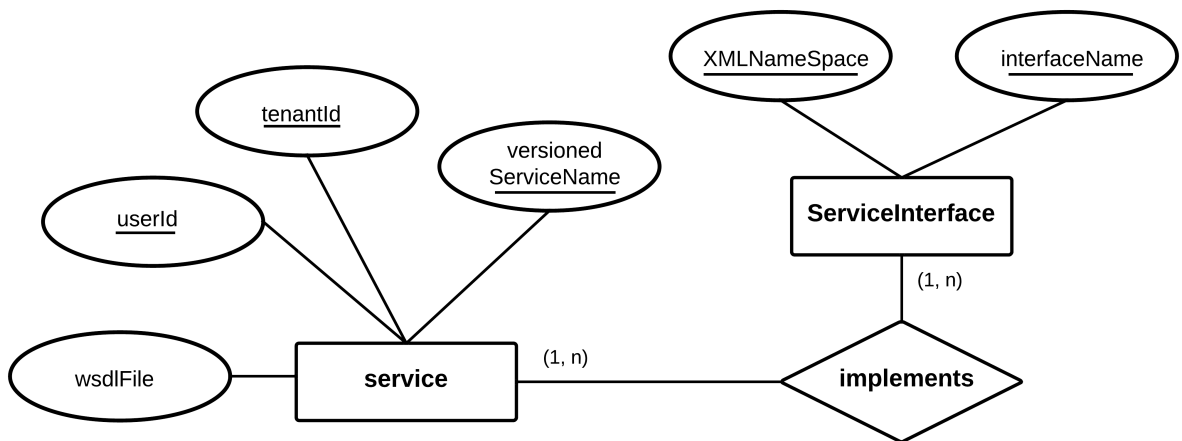 XMLNameSpace
interfaceName
tenantId
versioned
ServiceName
userId
ServiceInterface
(1, n)
(1, n)
wsdlFile
service
implements